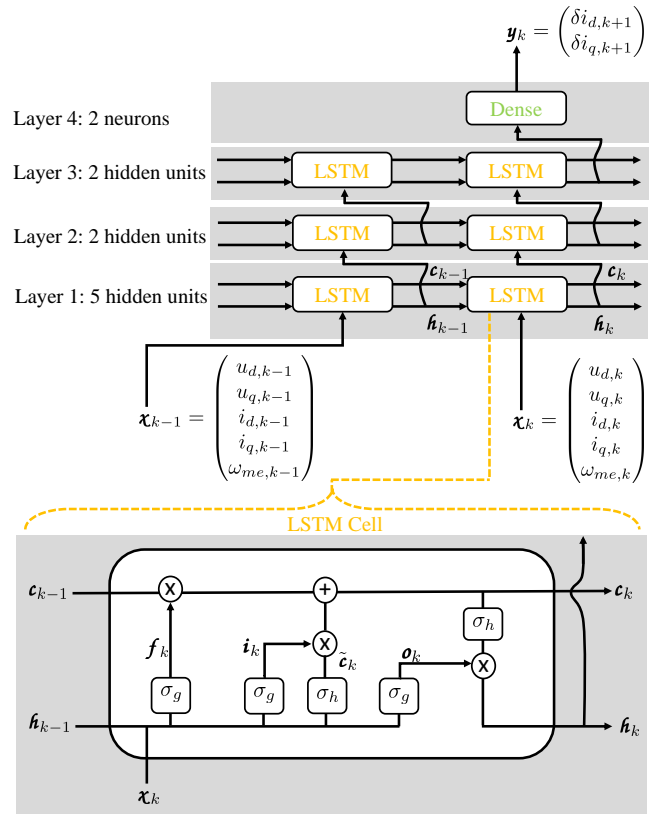 𝒚_k = (δi_{d,k+1}
δi_{q,k+1})
Dense
Layer 4: 2 neurons
Layer 3: 2 hidden units
LSTM LSTM
Layer 2: 2 hidden units
LSTM LSTM
c_{k−1} c_k
Layer 1: 5 hidden units
LSTM LSTM
h_{k−1} h_k
x_{k−1} = (u_{d,k−1}
u_{q,k−1}
i_{d,k−1}
i_{q,k−1}
ω_{me,k−1})
x_k = (u_{d,k}
u_{q,k}
i_{d,k}
i_{q,k}
ω_{me,k})
LSTM Cell
c_{k−1} x + c_k
σ_h
f_k i_k x c̃_k o_k x
σ_g σ_g σ_h σ_g
h_{k−1} h_k
x_k